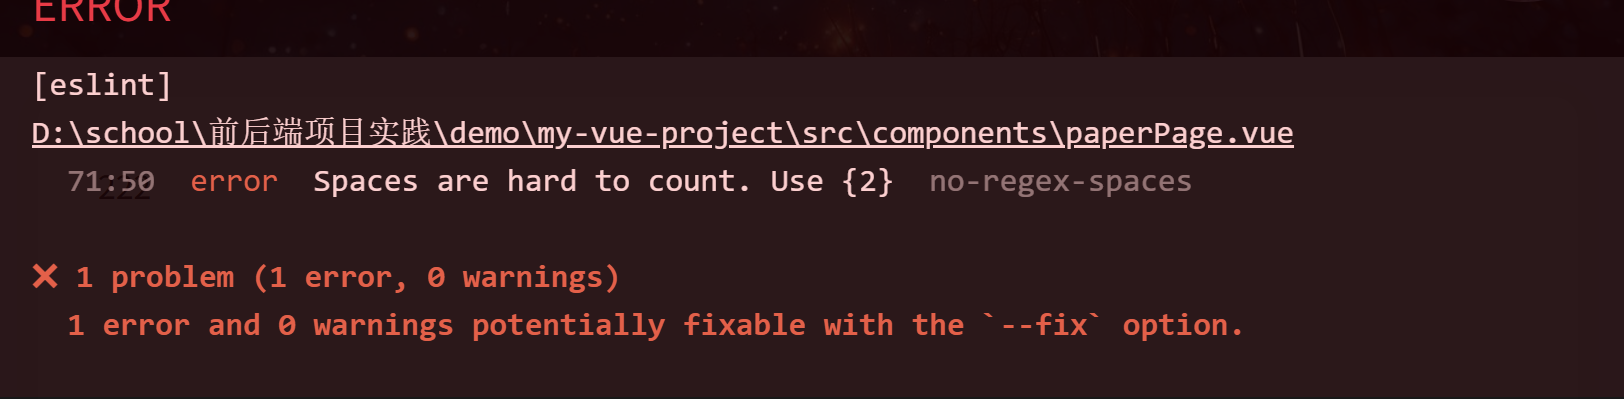 ERROR
[eslint]
D:\school\前后端项目实践\demo\my-vue-project\src\components\paperPage.vue
71:50 error Spaces are hard to count. Use {2} no-regex-spaces
222
✖ 1 problem (1 error, 0 warnings)
1 error and 0 warnings potentially fixable with the `--fix` option.